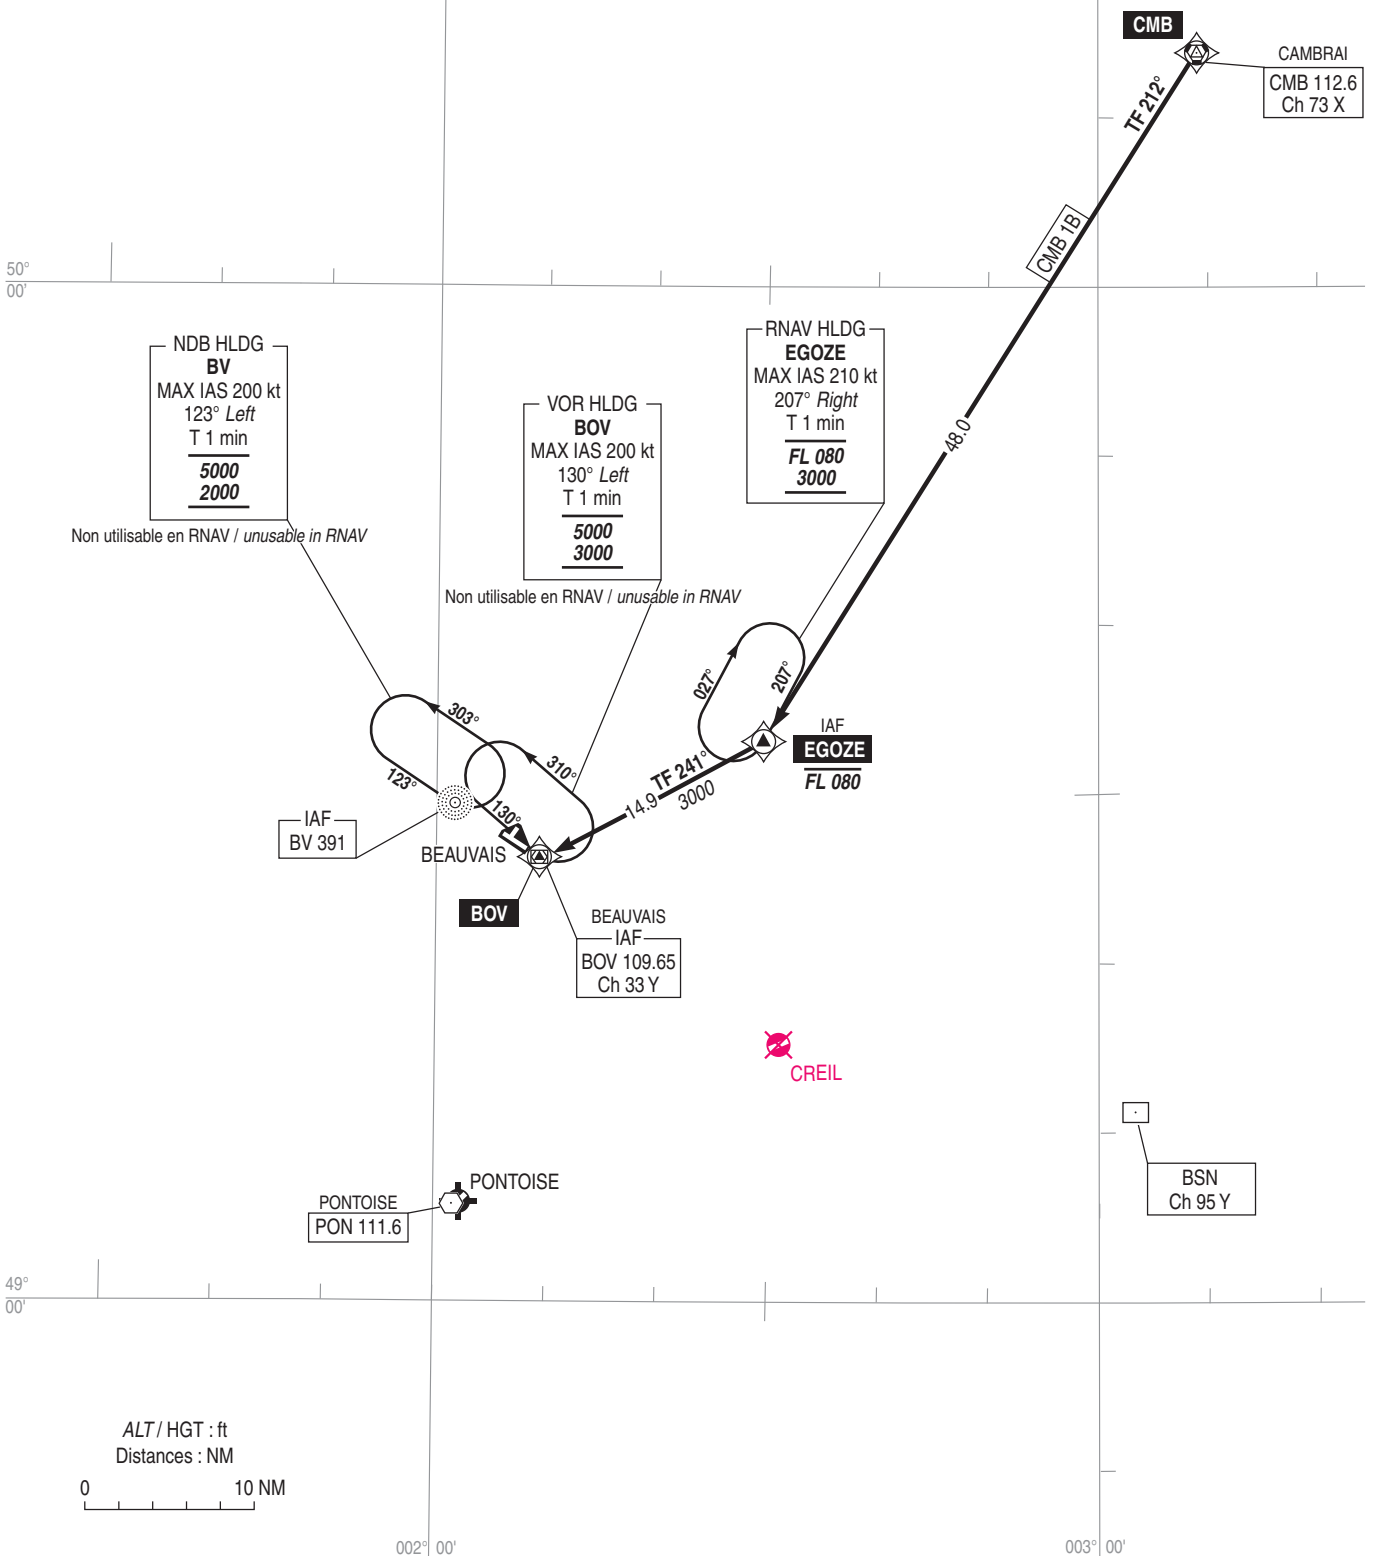 CMB
CAMBRAI
CMB 112.6
Ch 73 X
TF 212°
CMB 1B
50°
00'
NDB HLDG
BV
MAX IAS 200 kt
123° Left
T 1 min
5000
2000
Non utilisable en RNAV / unusable in RNAV
VOR HLDG
BOV
MAX IAS 200 kt
130° Left
T 1 min
5000
3000
Non utilisable en RNAV / unusable in RNAV
RNAV HLDG
EGOZE
MAX IAS 210 kt
207° Right
T 1 min
FL 080
3000
48.0
027°
207°
303°
123°
310°
130°
IAF
EGOZE
FL 080
TF 241°
14.9
3000
IAF
BV 391
BEAUVAIS
BOV
BEAUVAIS
IAF
BOV 109.65
Ch 33 Y
CREIL
BSN
Ch 95 Y
PONTOISE
PONTOISE
PON 111.6
49°
00'
ALT / HGT : ft
Distances : NM
0 10 NM
002° 00'
003° 00'